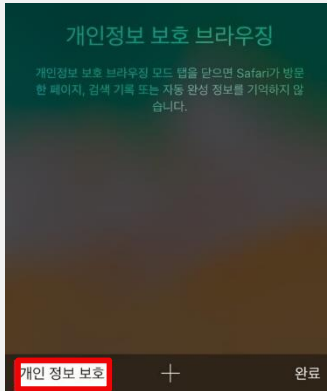 개인정보 보호 브라우징
개인정보 보호 브라우징 모드 탭을 닫으면 Safari가 방문
한 페이지, 검색 기록 또는 자동 완성 정보를 기억하지 않
습니다.
개인 정보 보호
완료